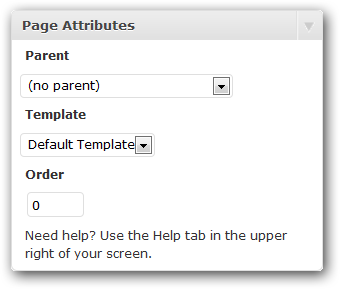 Page Attributes
Parent
(no parent)
Template
Default Template
Order
0
Need help? Use the Help tab in the upper
right of your screen.